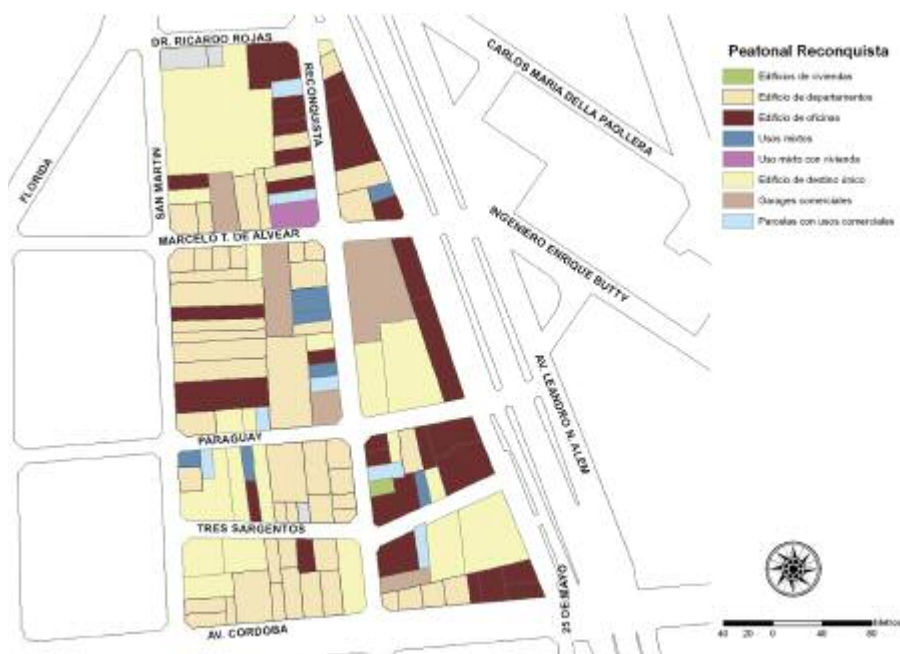 DR. RICARDO ROJAS
RECONQUISTA
FLORIDA
SAN MARTIN
MARCELO T. DE ALVEAR
CARLOS MARIA DELLA PAOLLERA
INGENIERO ENRIQUE BUTTY
AV. LEANDRO N. ALEM
PARAGUAY
TRES SARGENTOS
25 DE MAYO
AV. CORDOBA
Peatonal Reconquista
Edificios de viviendas
Edificio de departamentos
Edificio de oficinas
Usos mixtos
Uso mixto con vivienda
Edificio de destino único
Garages comerciales
Parcelas con usos comerciales
40 20 0 40 80